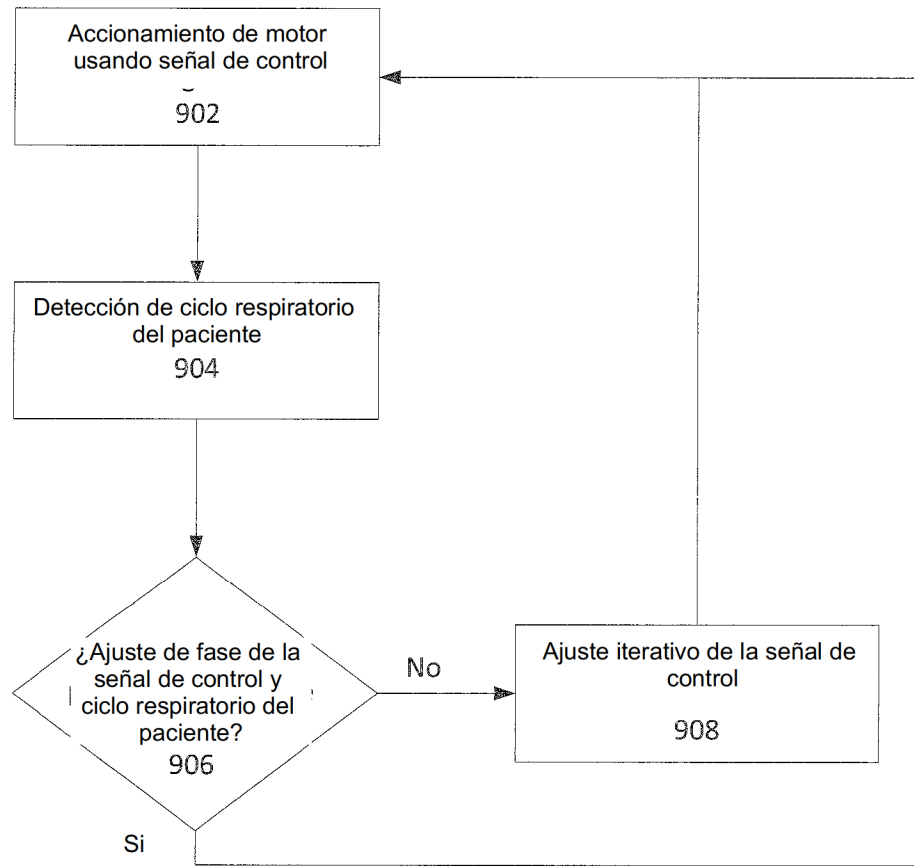 Accionamiento de motor
usando señal de control
902
Detección de ciclo respiratorio
del paciente
904
¿Ajuste de fase de la
señal de control y
ciclo respiratorio del
paciente?
906
No
Ajuste iterativo de la señal de
control
908
Si